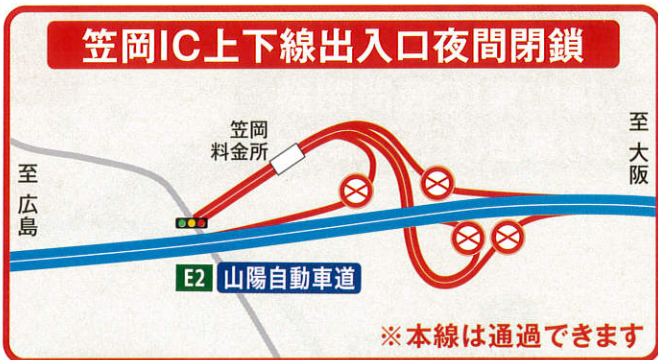 笠岡IC上下線出入口夜間閉鎖
笠岡
料金所
至 大阪
至 広島
E2 山陽自動車道
※本線は通過できます